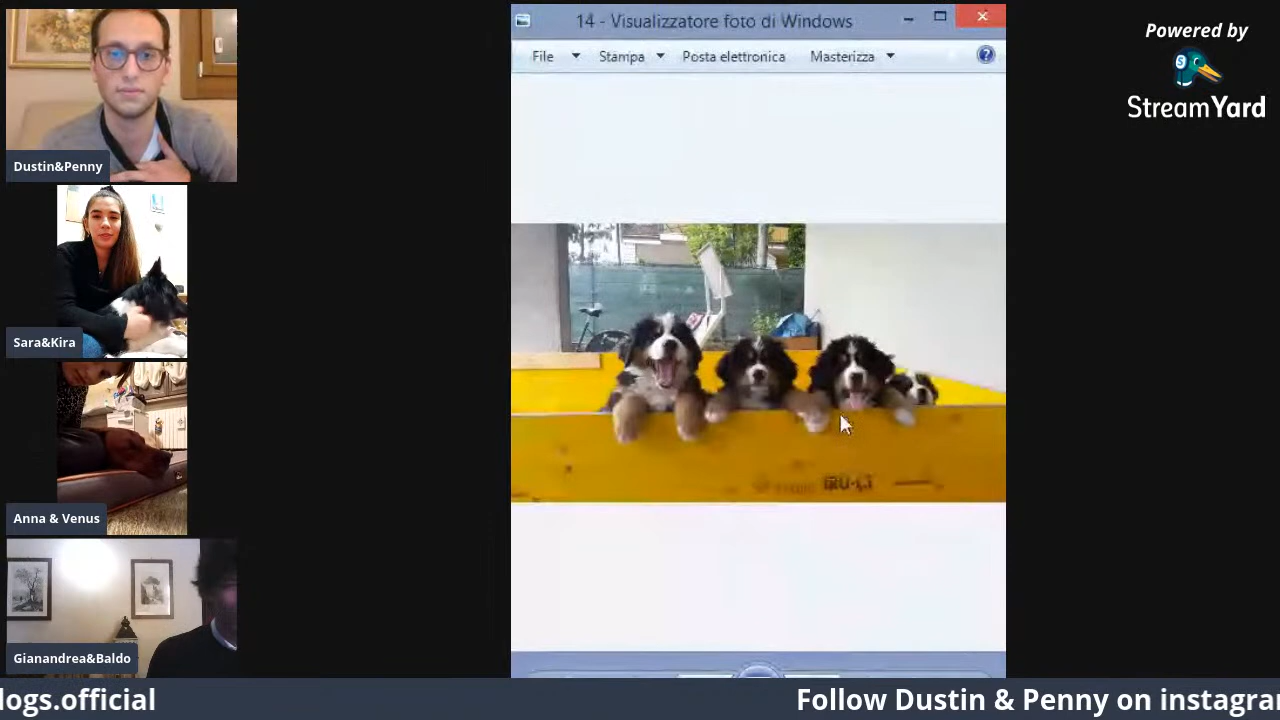 14 - Visualizzatore foto di Windows
File Stampa Posta elettronica Masterizza
Powered by
StreamYard
Dustin&Penny
Sara&Kira
Anna & Venus
Gianandrea&Baldo
logs.official Follow Dustin & Penny on instagra